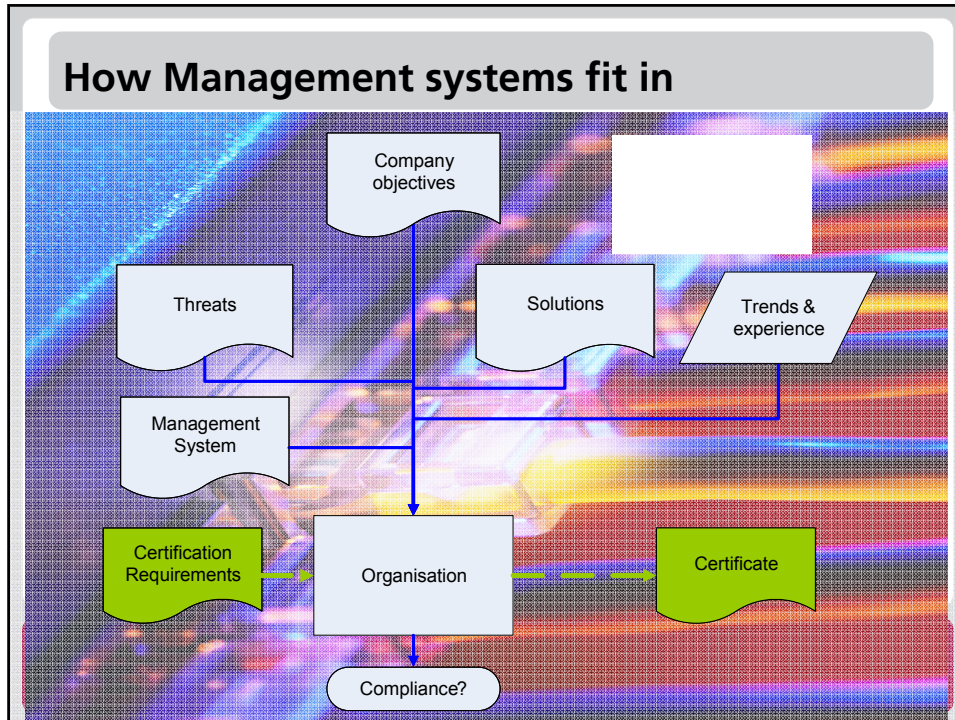 How Management systems fit in
Company
objectives
Threats
Solutions
Trends &
experience
Management
System
Certification
Requirements
Organisation
Certificate
Compliance?